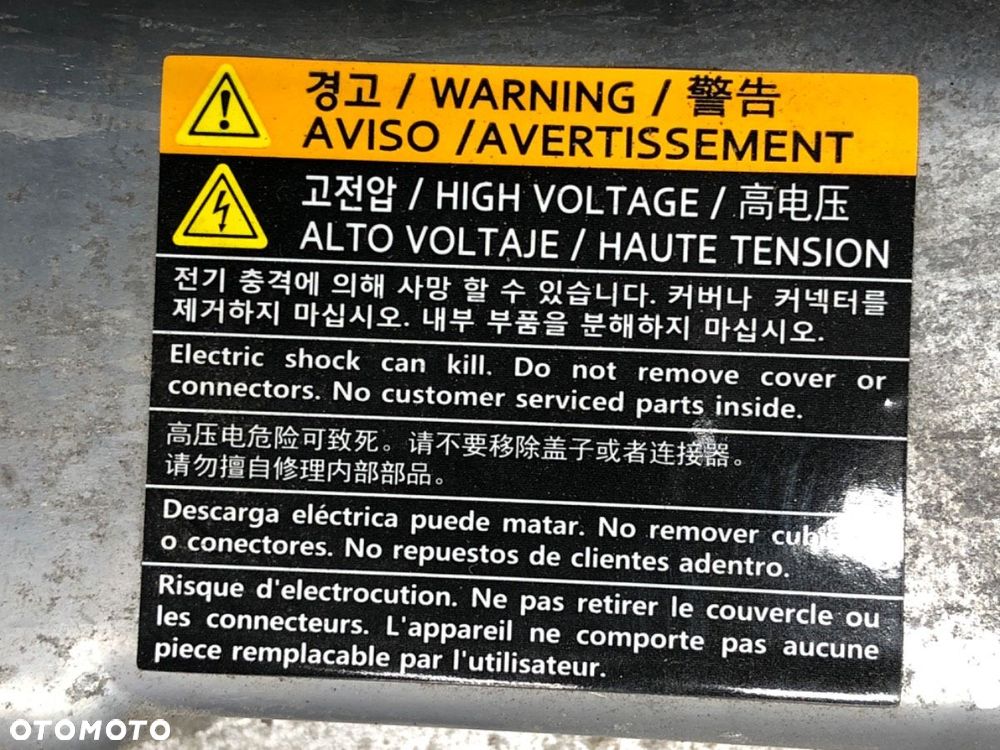 경고 / WARNING / 警告
AVISO /AVERTISSEMENT
고전압 / HIGH VOLTAGE / 高电压
ALTO VOLTAJE / HAUTE TENSION
전기 충격에 의해 사망 할 수 있습니다. 커버나 커넥터를
제거하지 마십시오. 내부 부품을 분해하지 마십시오.
Electric shock can kill. Do not remove cover or
connectors. No customer serviced parts inside.
高压电危险可致死。请不要移除盖子或者连接器。
请勿擅自修理内部部品。
Descarga eléctrica puede matar. No remover
o conectores. No repuestos de clientes adentro.
Risque d'electrocution. Ne pas retirer le couvercle ou
les connecteurs. L'appareil ne comporte pas aucune
piece remplacable par l'utilisateur.
OTOMOTO